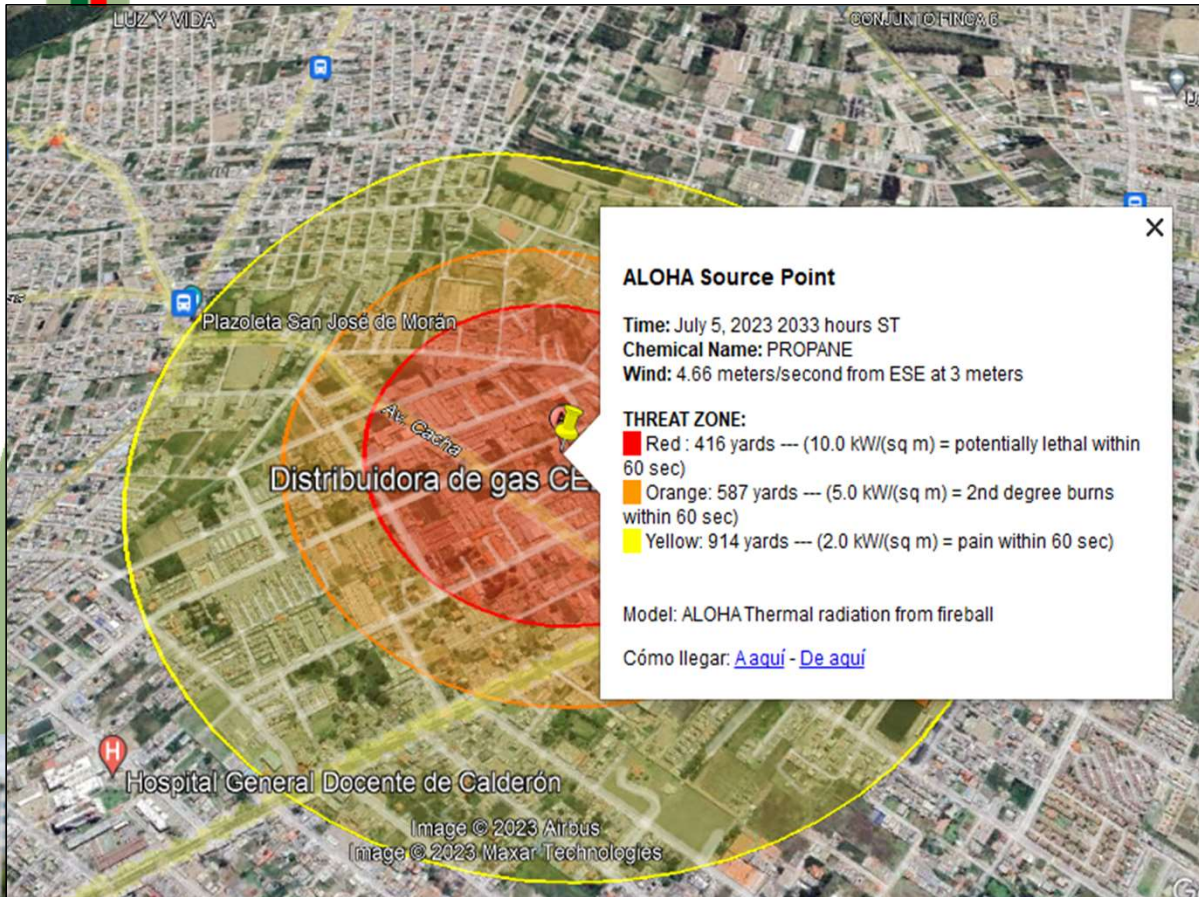 LUZ Y VIDA
CONJUNTO FINCA 6
Plazoleta San José de Morán
Av. Cacha
Distribuidora de gas CE
×
ALOHA Source Point
Time: July 5, 2023 2033 hours ST
Chemical Name: PROPANE
Wind: 4.66 meters/second from ESE at 3 meters
THREAT ZONE:
Red : 416 yards --- (10.0 kW/(sq m) = potentially lethal within
60 sec)
Orange: 587 yards --- (5.0 kW/(sq m) = 2nd degree burns
within 60 sec)
Yellow: 914 yards --- (2.0 kW/(sq m) = pain within 60 sec)
Model: ALOHA Thermal radiation from fireball
Cómo llegar: A aquí - De aquí
H
Hospital General Docente de Calderón
Image © 2023 Airbus
Image © 2023 Maxar Technologies
G